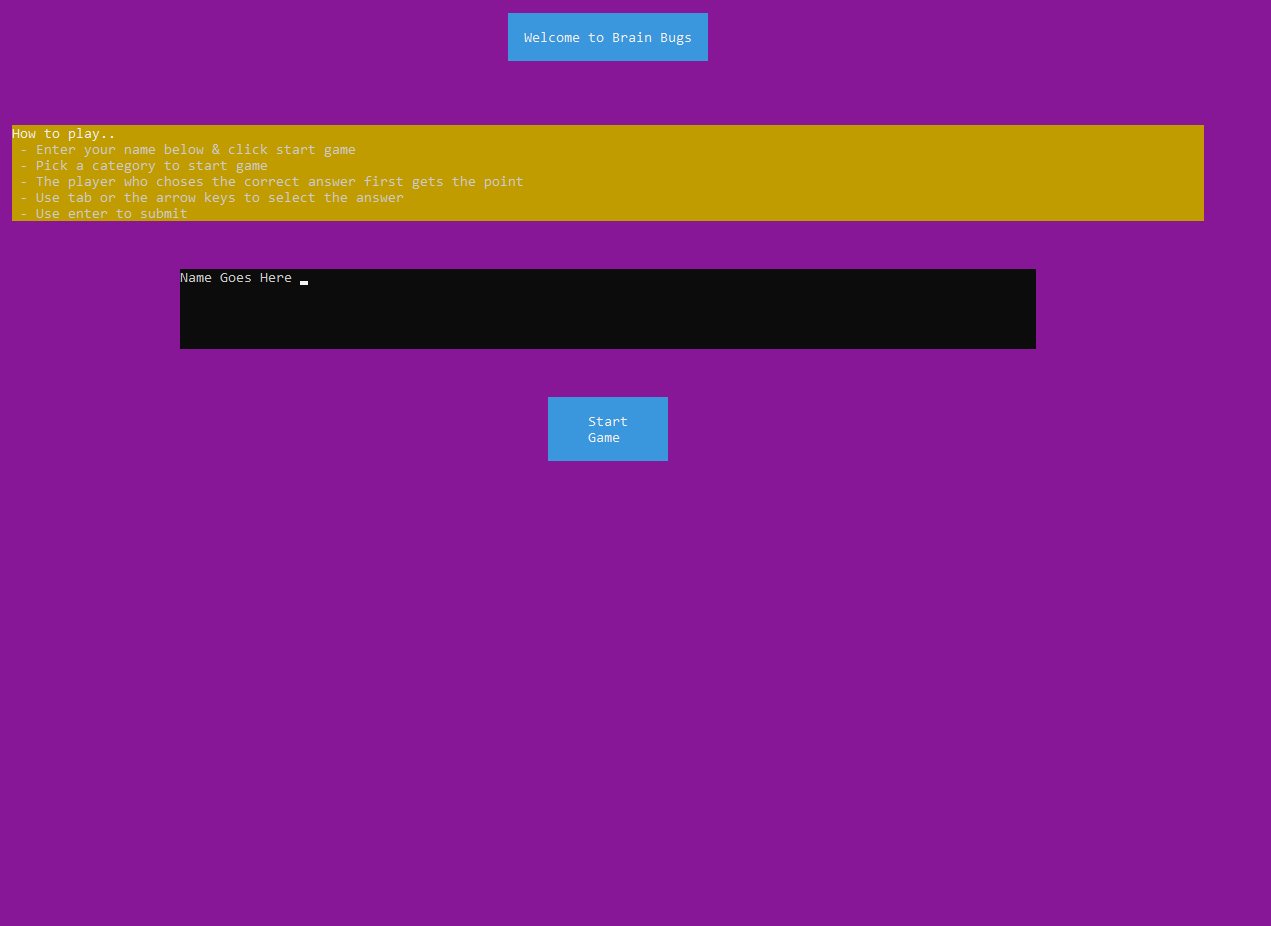 Welcome to Brain Bugs
How to play..
- Enter your name below & click start game
- Pick a category to start game
- The player who choses the correct answer first gets the point
- Use tab or the arrow keys to select the answer
- Use enter to submit
Name Goes Here
Start
Game